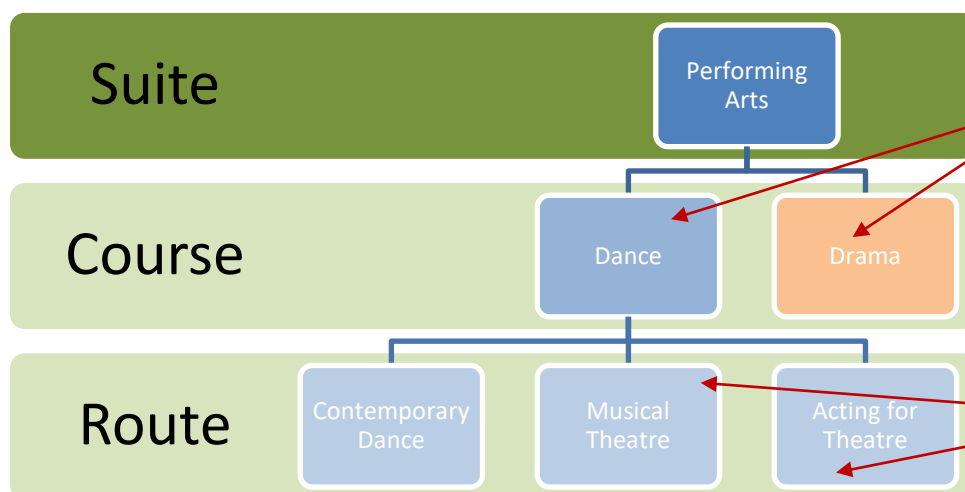 Suite
Performing
Arts
Course
Dance
Drama
Route
Contemporary
Dance
Musical
Theatre
Acting for
Theatre